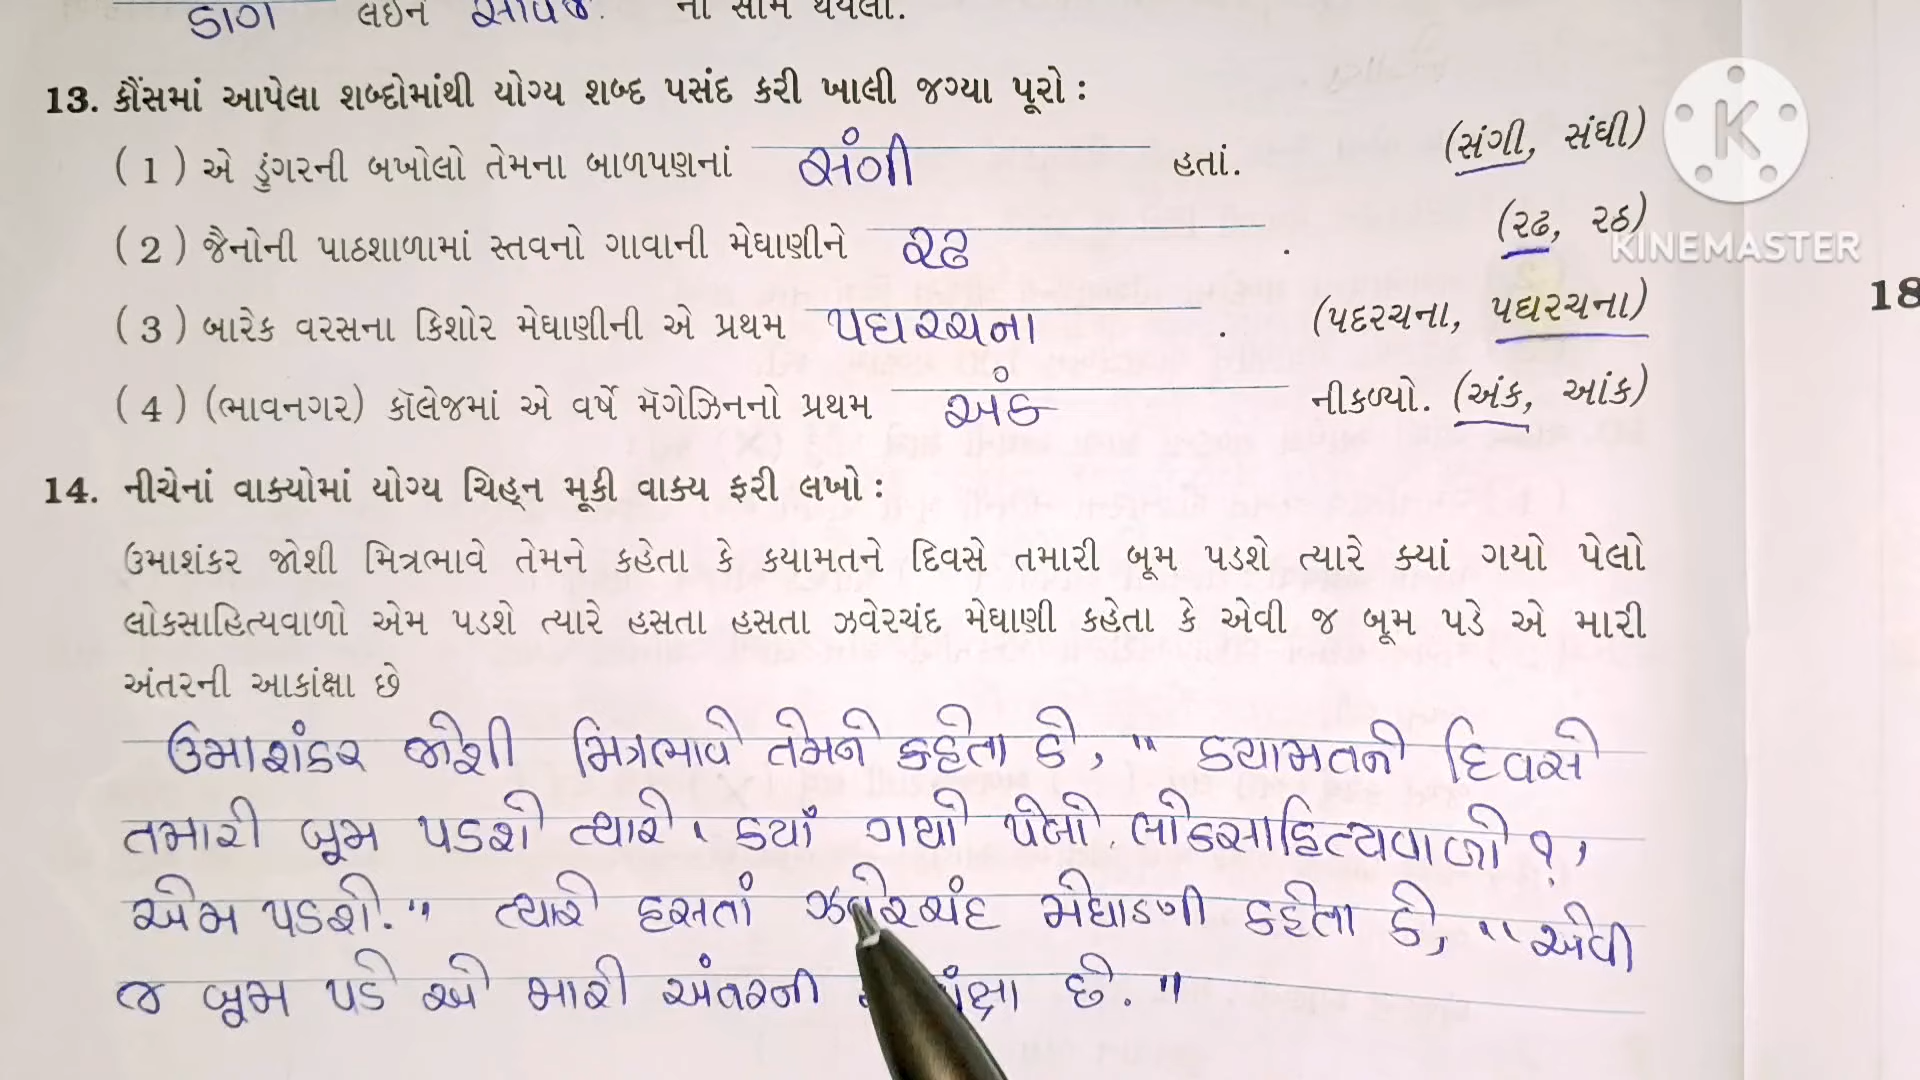 ડાગ લઇને સાવજ ની સામે થયેલા.
13. કૌંસમાં આપેલા શબ્દોમાંથી યોગ્ય શબ્દ પસંદ કરી ખાલી જગ્યા પૂરો :
( 1 ) એ ડુંગરની બખોલો તેમના બાળપણનાં સંગી હતાં. (સંગી, સંઘી)
( 2 ) જૈનોની પાઠશાળામાં સ્તવનો ગાવાની મેઘાણીને રઢ . (રઢ, રઠ)
KINEMASTER
( 3 ) બારેક વરસના કિશોર મેઘાણીની એ પ્રથમ પદ્યરચના . (પદરચના, પદ્યરચના)
18
( 4 ) (ભાવનગર) કૉલેજમાં એ વર્ષે મૅગેઝિનનો પ્રથમ અંક નીકળ્યો. (અંક, આંક)
14. નીચેનાં વાક્યોમાં યોગ્ય ચિહ્ન મૂકી વાક્ય ફરી લખો :
ઉમાશંકર જોશી મિત્રભાવે તેમને કહેતા કે કયામતને દિવસે તમારી બૂમ પડશે ત્યારે ક્યાં ગયો પેલો
લોકસાહિત્યવાળો એમ પડશે ત્યારે હસતા હસતા ઝવેરચંદ મેઘાણી કહેતા કે એવી જ બૂમ પડે એ મારી
અંતરની આકાંક્ષા છે
ઉમાશંકર જોશી મિત્રભાવે તેમને કહેતા કે, " કયામતની દિવસે
તમારી બૂમ પડશે ત્યારે ' ક્યાં ગયો પેલો લોકસાહિત્યવાળો ?'
એમ પડશે. " ત્યારે હસતાં ઝવેરચંદ મેઘાડણી કહેતા કે, " એવી
જ બૂમ પડે એ મારી અંતરની છે. "